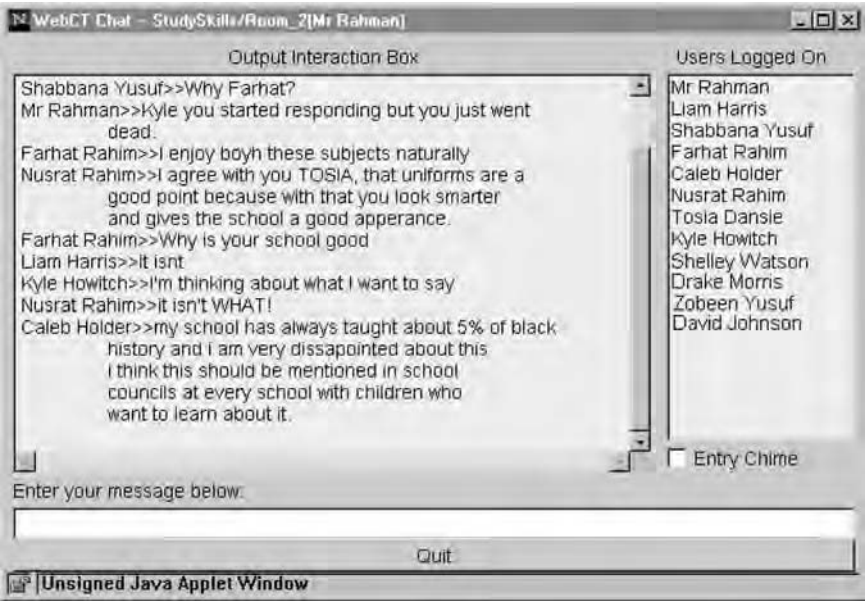 WebCT Chat - StudySkills/Room_2[Mr Rahman]
Output Interaction Box
Shabbana Yusuf>>Why Farhat?
Mr Rahman>>Kyle you started responding but you just went
dead.
Farhat Rahim>>I enjoy boyh these subjects naturally
Nusrat Rahim>>I agree with you TOSIA, that uniforms are a
good point because with that you look smarter
and gives the school a good apperance.
Farhat Rahim>>Why is your school good
Liam Harris>>it isnt
Kyle Howitch>>I'm thinking about what I want to say
Nusrat Rahim>>it isn't WHAT!
Caleb Holder>>my school has always taught about 5% of black
history and i am very dissapointed about this
i think this should be mentioned in school
councils at every school with children who
want to learn about it.
Users Logged On
Mr Rahman
Liam Harris
Shabbana Yusuf
Farhat Rahim
Caleb Holder
Nusrat Rahim
Tosia Dansie
Kyle Howitch
Shelley Watson
Drake Morris
Zobeen Yusuf
David Johnson
Entry Chime
Enter your message below:
Quit
Unsigned Java Applet Window